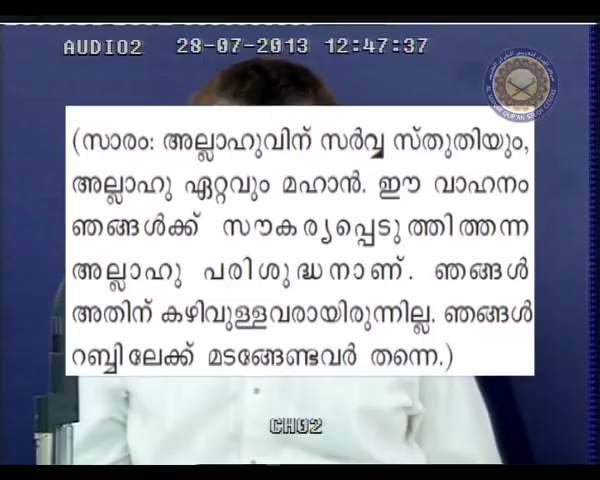 AUDIO2 28-07-2013 12:47:37
(സാരം: അല്ലാഹുവിന് സർവ്വ സ്തുതിയും,
അല്ലാഹു ഏറ്റവും മഹാൻ. ഈ വാഹനം
ഞങ്ങൾക്ക് സൗകര്യപ്പെടുത്തിത്തന്ന
അല്ലാഹു പരിശുദ്ധനാണ്. ഞങ്ങൾ
അതിന് കഴിവുള്ളവരായിരുന്നില്ല. ഞങ്ങൾ
റബ്ബിലേക്ക് മടങ്ങേണ്ടവർ തന്നെ.)
CH02